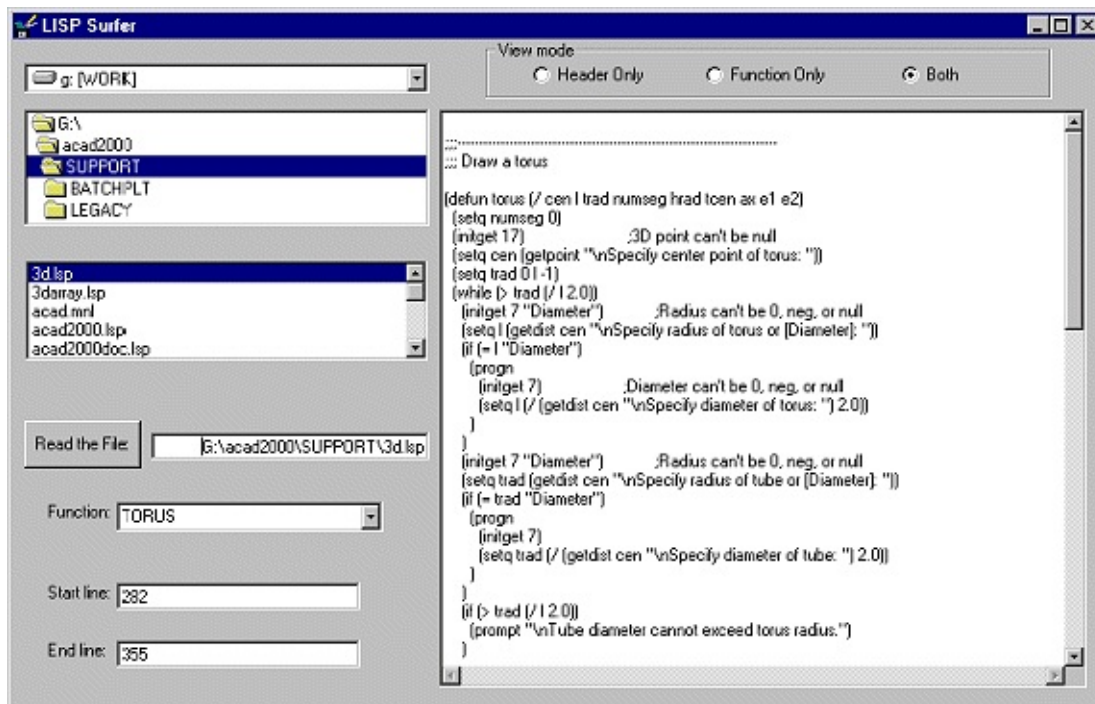 LISP Surfer
g: [WORK]
G:\
acad2000
SUPPORT
BATCHPLT
LEGACY
3d.lsp
3darray.lsp
acad.mnl
acad2000.lsp
acad2000doc.lsp
Read the File:
G:\acad2000\SUPPORT\3d.lsp
Function:
TORUS
Start line:
282
End line:
355
View mode
Header Only
Function Only
Both
;;;-----------------------------------------------------------------------------
;;; Draw a torus
(defun torus (/ cen l trad numseg hrad tcen ax e1 e2)
(setq numseg 0)
(initget 17) ;3D point can't be null
(setq cen (getpoint "\nSpecify center point of torus: "))
(setq trad 0 l -1)
(while (> trad (/ l 2.0))
(initget 7 "Diameter") ;Radius can't be 0, neg, or null
(setq l (getdist cen "\nSpecify radius of torus or [Diameter]: "))
(if (= l "Diameter")
(progn
(initget 7) ;Diameter can't be 0, neg, or null
(setq l (/ (getdist cen "\nSpecify diameter of torus: ") 2.0))
)
)
(initget 7 "Diameter") ;Radius can't be 0, neg, or null
(setq trad (getdist cen "\nSpecify radius of tube or [Diameter]: "))
(if (= trad "Diameter")
(progn
(initget 7)
(setq trad (/ (getdist cen "\nSpecify diameter of tube: ") 2.0))
)
)
(if (> trad (/ l 2.0))
(prompt "\nTube diameter cannot exceed torus radius.")
)